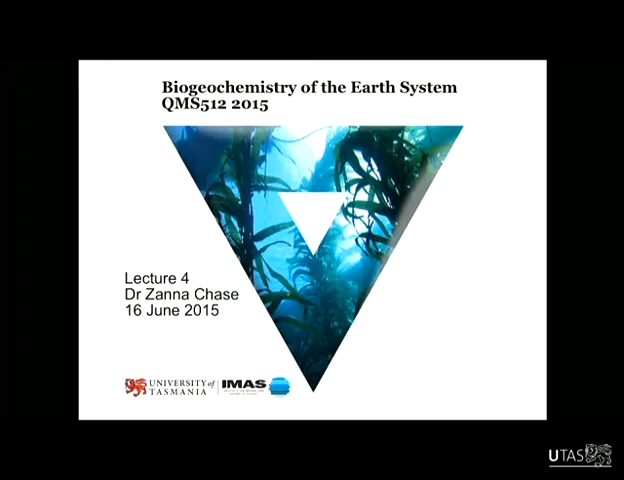 Biogeochemistry of the Earth System
QMS512 2015
Lecture 4
Dr Zanna Chase
16 June 2015
UNIVERSITY of
TASMANIA
IMAS
UTAS